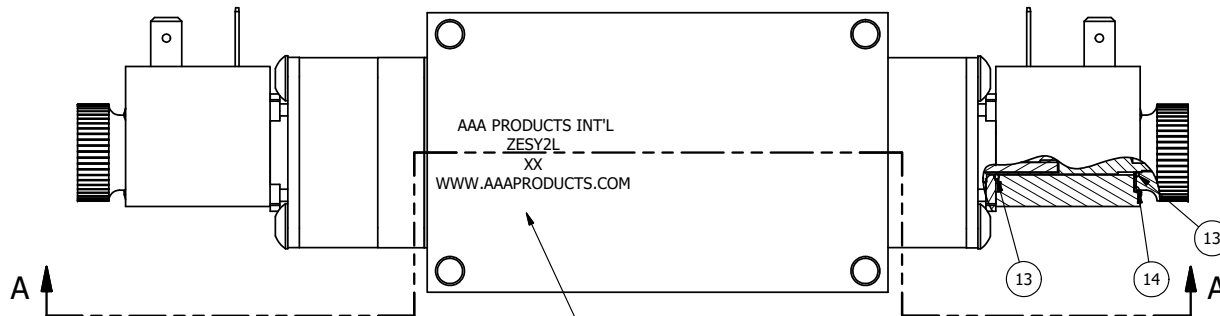 AAA PRODUCTS INT'L
ZESY2L
XX
WWW.AAAPRODUCTS.COM
13
A
13
14
A